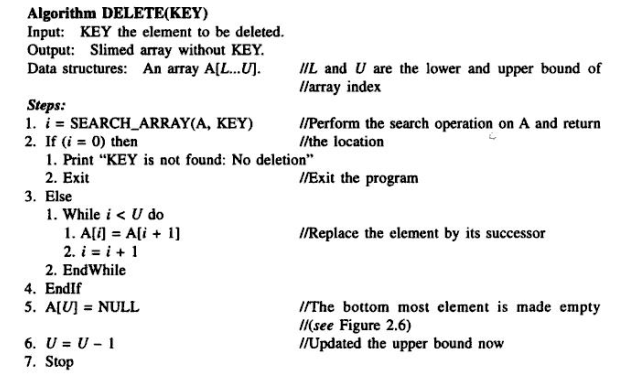 Algorithm DELETE(KEY)
Input: KEY the element to be deleted.
Output: Slimed array without KEY.
Data structures: An array A[L...U]. //L and U are the lower and upper bound of
//array index
Steps:
1. i = SEARCH_ARRAY(A, KEY) //Perform the search operation on A and return
2. If (i = 0) then //the location
1. Print “KEY is not found: No deletion”
2. Exit //Exit the program
3. Else
1. While i < U do
1. A[i] = A[i + 1] //Replace the element by its successor
2. i = i + 1
2. EndWhile
4. EndIf
5. A[U] = NULL //The bottom most element is made empty
//(see Figure 2.6)
6. U = U – 1 //Updated the upper bound now
7. Stop